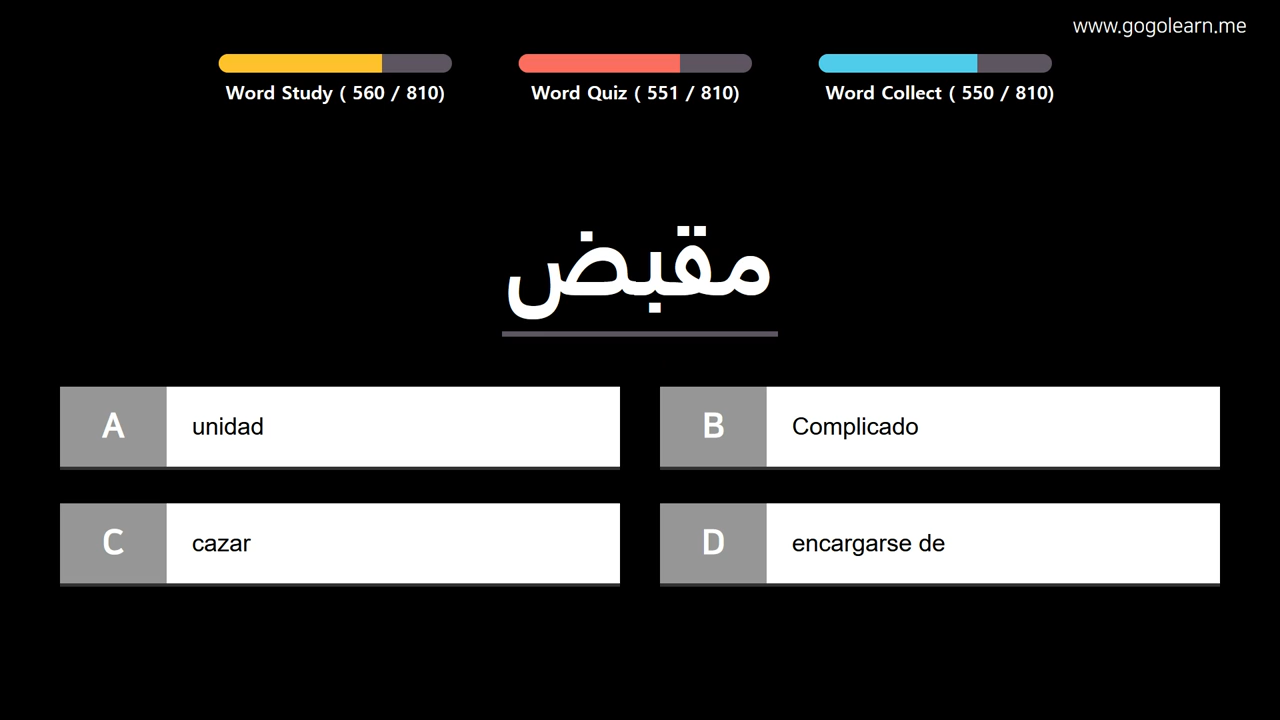 www.gogolearn.me
Word Study ( 560 / 810)
Word Quiz ( 551 / 810)
Word Collect ( 550 / 810)
مقبض
A unidad
B Complicado
C cazar
D encargarse de